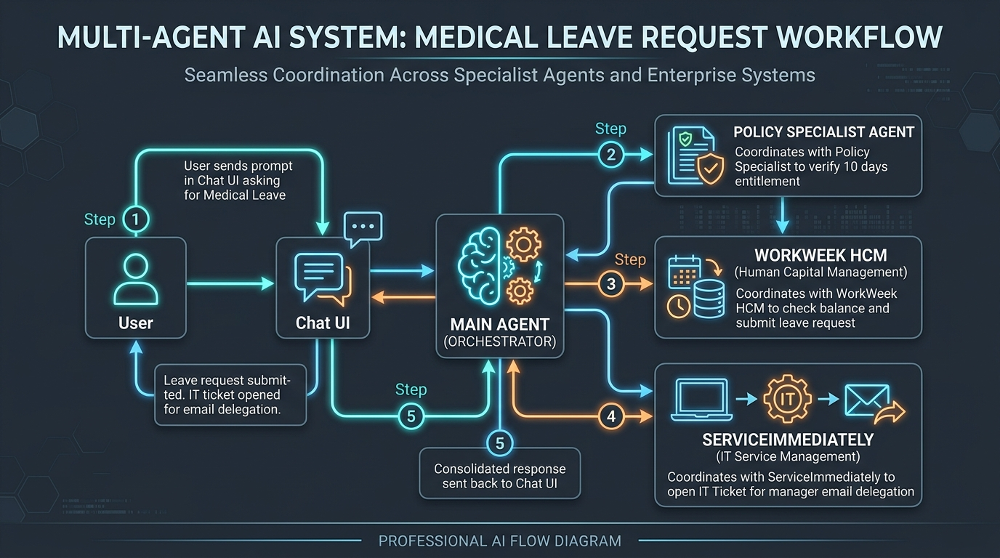 MULTI-AGENT AI SYSTEM: MEDICAL LEAVE REQUEST WORKFLOW
Seamless Coordination Across Specialist Agents and Enterprise Systems
Step
1
User sends prompt
in Chat UI asking
for Medical Leave
User
Chat UI
Leave request submit-
ted. IT ticket opened
for email delegation.
MAIN AGENT
(ORCHESTRATOR)
Step
2
POLICY SPECIALIST AGENT
Coordinates with Policy
Specialist to verify 10 days
entitlement
Step
3
WORKWEEK HCM
(Human Capital Management)
Coordinates with WorkWeek
HCM to check balance and
submit leave request
4
IT
SERVICEIMMEDIATELY
(IT Service Management)
Coordinates with ServiceImmediately to
open IT Ticket for manager email delegation
Step
5
5
Consolidated response
sent back to Chat UI
PROFESSIONAL AI FLOW DIAGRAM